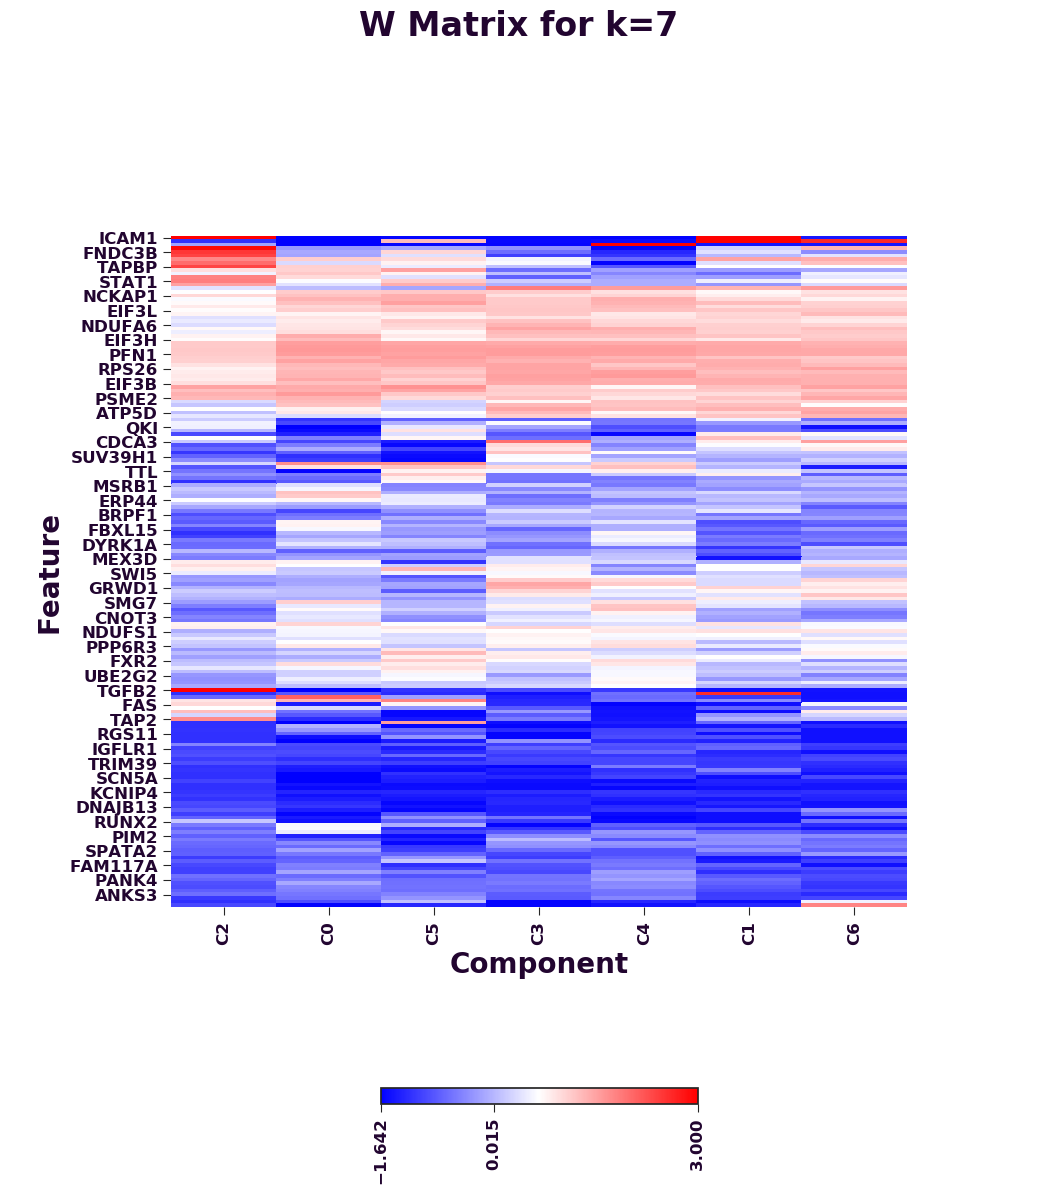 W Matrix for k=7
Feature
ICAM1
FNDC3B
TAPBP
STAT1
NCKAP1
EIF3L
NDUFA6
EIF3H
PFN1
RPS26
EIF3B
PSME2
ATP5D
QKI
CDCA3
SUV39H1
TTL
MSRB1
ERP44
BRPF1
FBXL15
DYRK1A
MEX3D
SWI5
GRWD1
SMG7
CNOT3
NDUFS1
PPP6R3
FXR2
UBE2G2
TGFB2
FAS
TAP2
RGS11
IGFLR1
TRIM39
SCN5A
KCNIP4
DNAJB13
RUNX2
PIM2
SPATA2
FAM117A
PANK4
ANKS3
C2 C0 C5 C3 C4 C1 C6
Component
−1.642 0.015 3.000